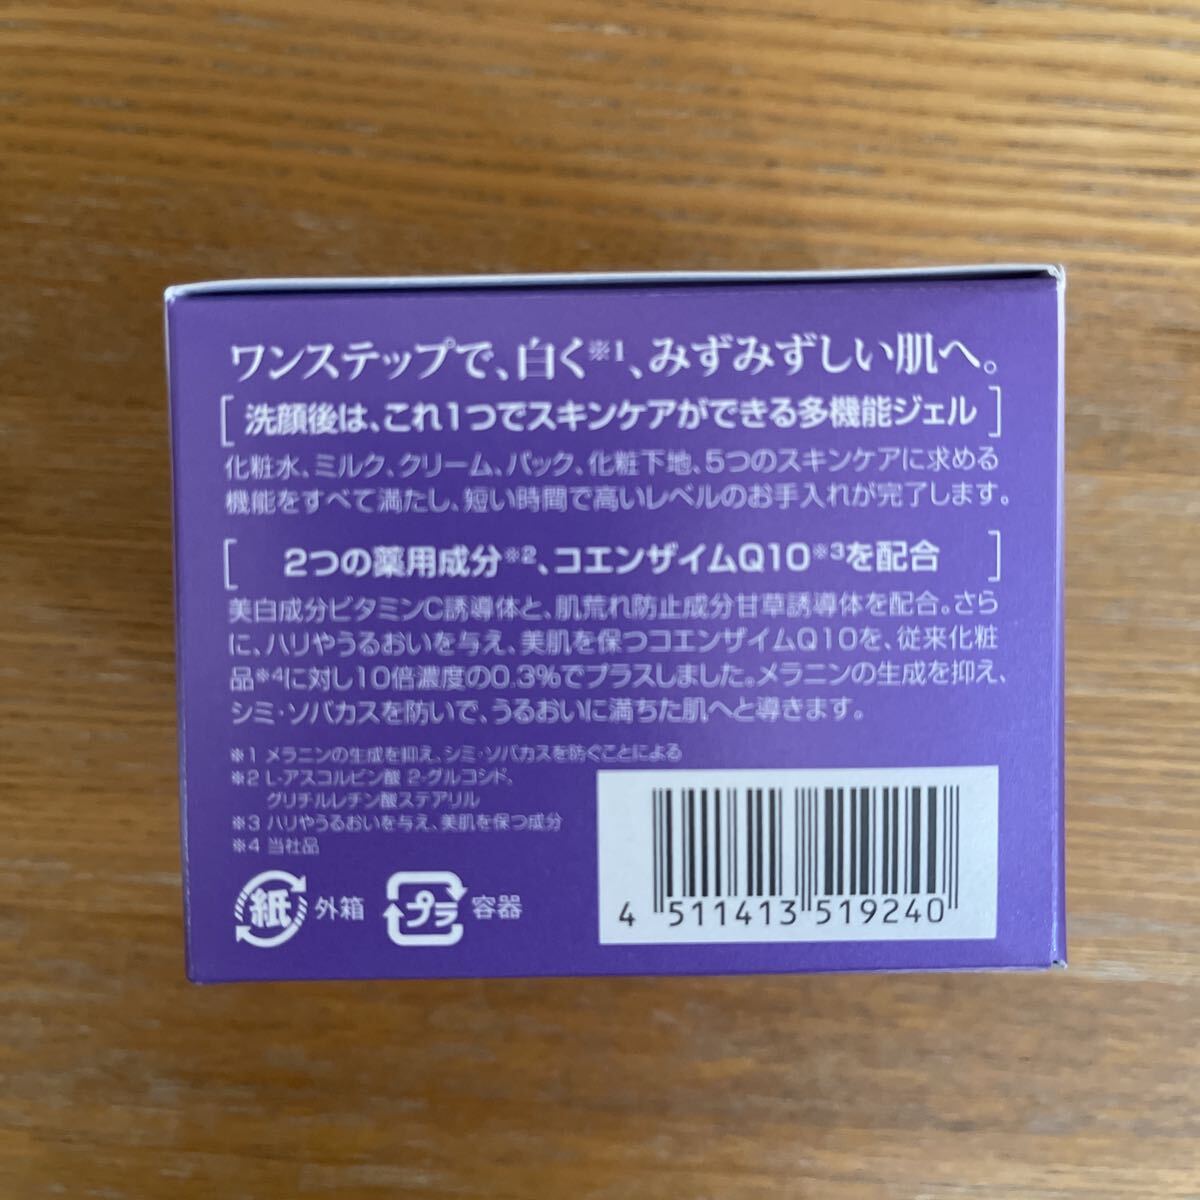 ワンステップで、白く※1、みずみずしい肌へ。
洗顔後は、これ1つでスキンケアができる多機能ジェル
化粧水、ミルク、クリーム、パック、化粧下地、5つのスキンケアに求める
機能をすべて満たし、短い時間で高いレベルのお手入れが完了します。
2つの薬用成分※2、コエンザイムQ10※3を配合
美白成分ビタミンC誘導体と、肌荒れ防止成分甘草誘導体を配合。さら
に、ハリやうるおいを与え、美肌を保つコエンザイムQ10を、従来化粧
品※4に対し10倍濃度の0.3%でプラスしました。メラニンの生成を抑え、
シミ・ソバカスを防いで、うるおいに満ちた肌へと導きます。
※1 メラニンの生成を抑え、シミ・ソバカスを防ぐことによる
※2 L-アスコルビン酸 2-グルコシド、
グリチルレチン酸ステアリル
※3 ハリやうるおいを与え、美肌を保つ成分
※4 当社品
紙 外箱 プラ 容器
4 511413 519240